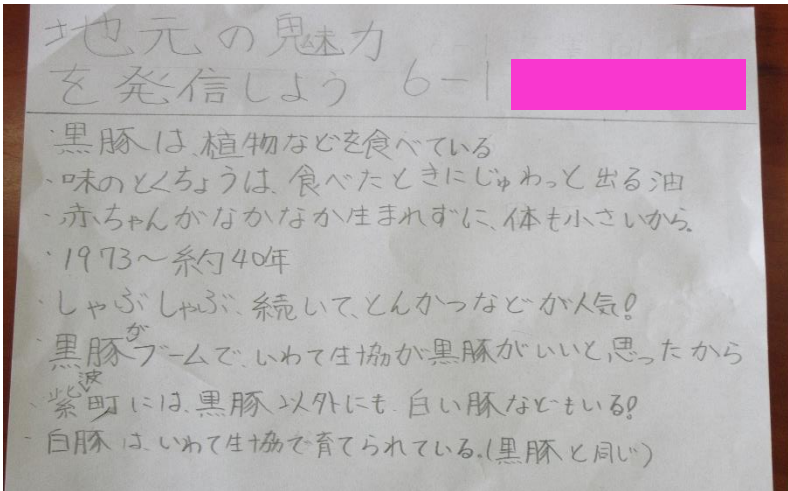 地元の魅力
を発信しよう 6-1
・黒豚は、植物などを食べている
・味のとくちょうは、食べたときにじゅわっと出る油
・赤ちゃんがなかなか生まれずに、体も小さいから。
・1973〜約40年
・しゃぶしゃぶ、続いて、とんかつなどが人気!
・黒豚がブームで、いわて生協が黒豚がいいと思ったから
・紫波町には、黒豚以外にも、白い豚などもいる!
・白豚は、いわて生協で育てられている。(黒豚と同じ)